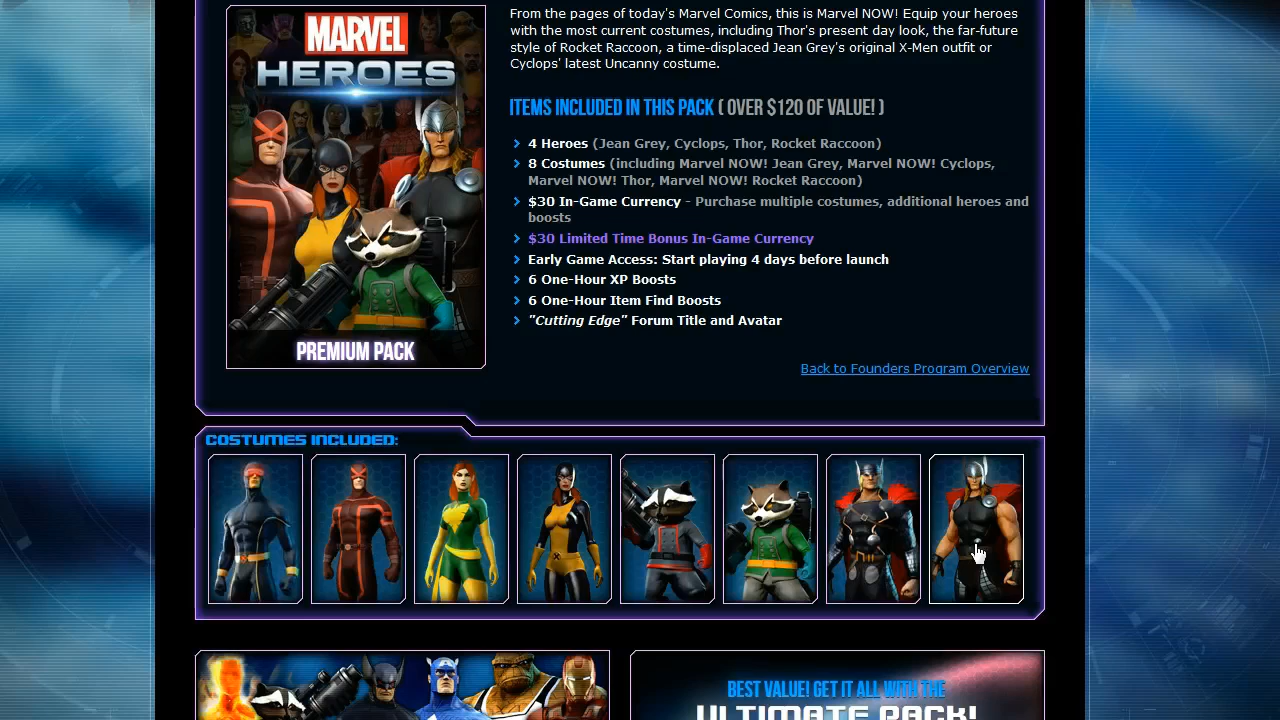 MARVEL
HEROES
PREMIUM PACK
From the pages of today's Marvel Comics, this is Marvel NOW! Equip your heroes
with the most current costumes, including Thor's present day look, the far-future
style of Rocket Raccoon, a time-displaced Jean Grey's original X-Men outfit or
Cyclops' latest Uncanny costume.
ITEMS INCLUDED IN THIS PACK ( OVER $120 OF VALUE! )
4 Heroes (Jean Grey, Cyclops, Thor, Rocket Raccoon)
8 Costumes (including Marvel NOW! Jean Grey, Marvel NOW! Cyclops,
Marvel NOW! Thor, Marvel NOW! Rocket Raccoon)
$30 In-Game Currency - Purchase multiple costumes, additional heroes and
boosts
$30 Limited Time Bonus In-Game Currency
Early Game Access: Start playing 4 days before launch
6 One-Hour XP Boosts
6 One-Hour Item Find Boosts
"Cutting Edge" Forum Title and Avatar
Back to Founders Program Overview
COSTUMES INCLUDED:
BEST VALUE! GET IT ALL WITH THE
ULTIMATE PACK!